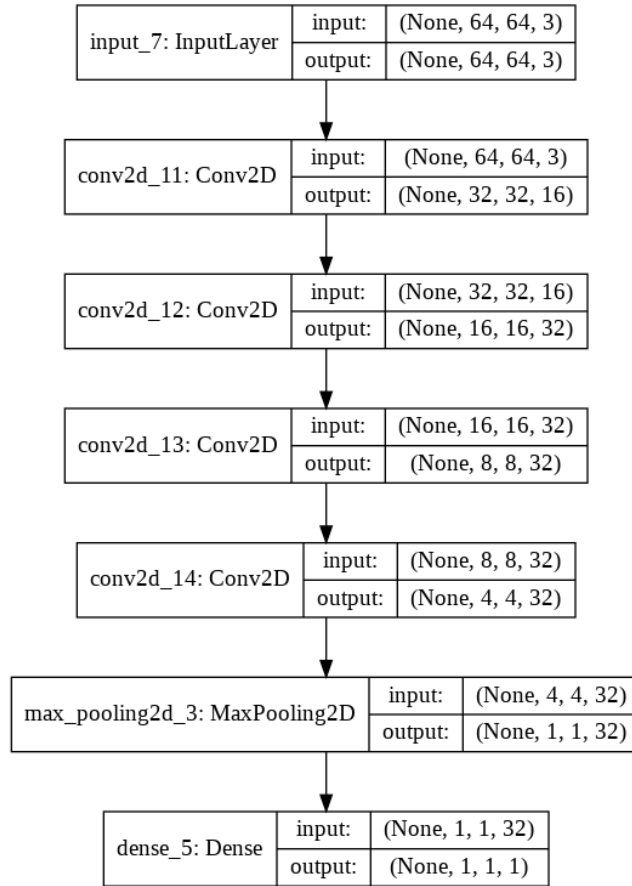 input_7: InputLayer
input: (None, 64, 64, 3)
output: (None, 64, 64, 3)
conv2d_11: Conv2D
input: (None, 64, 64, 3)
output: (None, 32, 32, 16)
conv2d_12: Conv2D
input: (None, 32, 32, 16)
output: (None, 16, 16, 32)
conv2d_13: Conv2D
input: (None, 16, 16, 32)
output: (None, 8, 8, 32)
conv2d_14: Conv2D
input: (None, 8, 8, 32)
output: (None, 4, 4, 32)
max_pooling2d_3: MaxPooling2D
input: (None, 4, 4, 32)
output: (None, 1, 1, 32)
dense_5: Dense
input: (None, 1, 1, 32)
output: (None, 1, 1, 1)